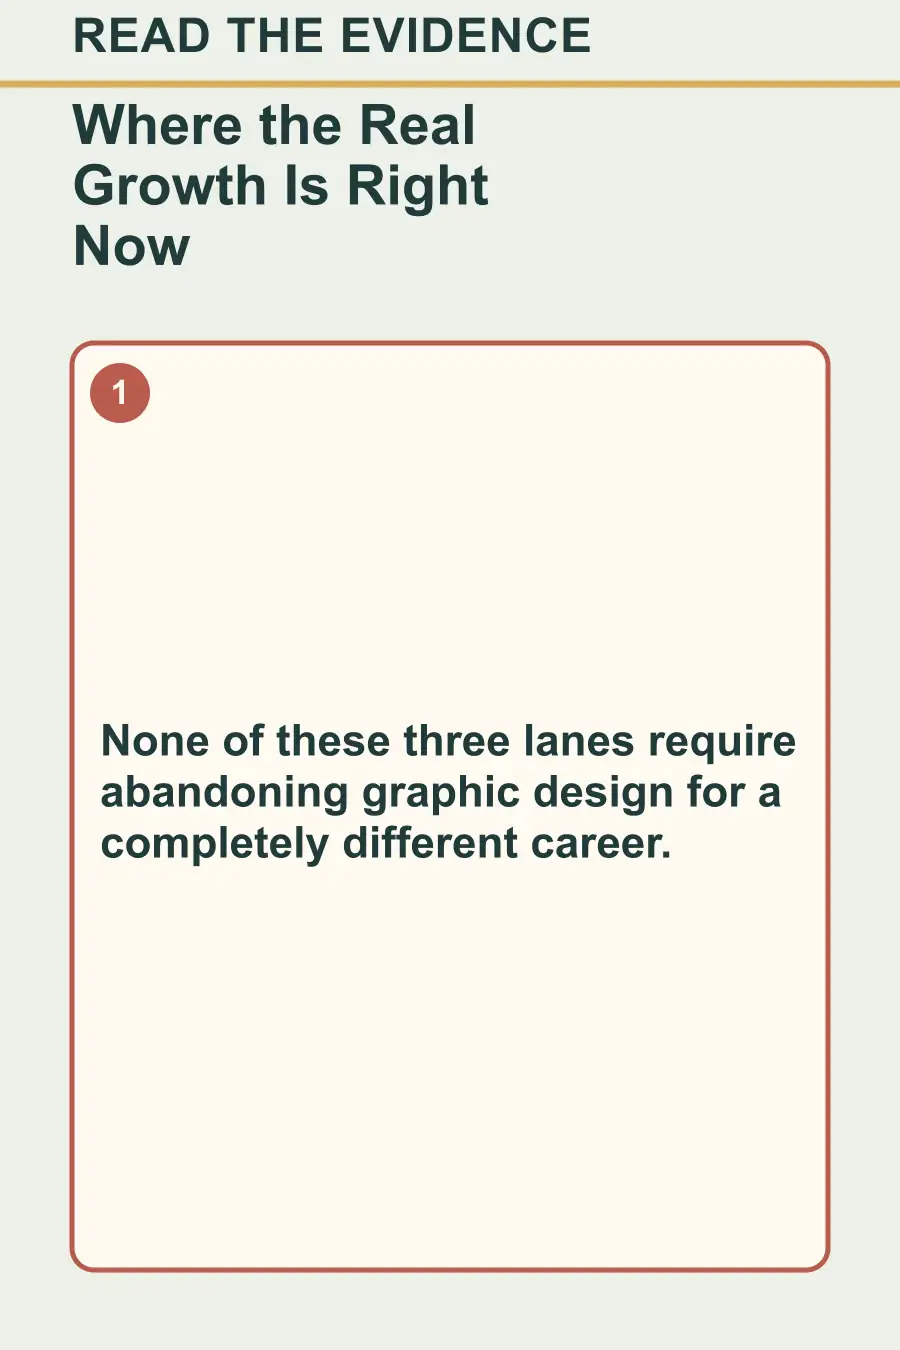 READ THE EVIDENCE
Where the Real
Growth Is Right
Now
1
None of these three lanes require
abandoning graphic design for a
completely different career.